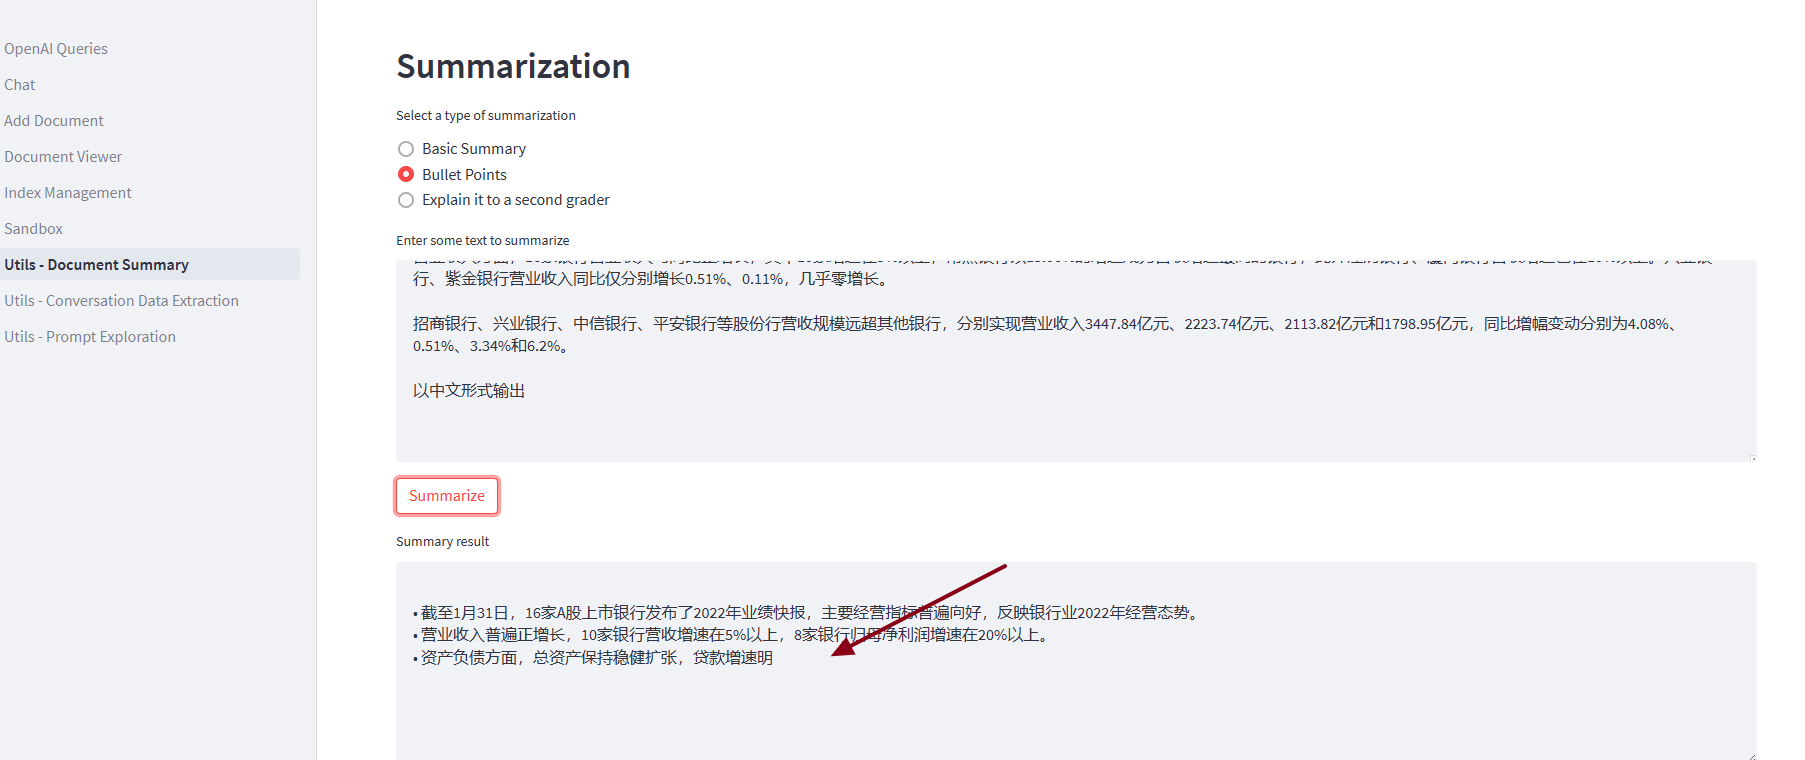 OpenAI Queries
Chat
Add Document
Document Viewer
Index Management
Sandbox
Utils - Document Summary
Utils - Conversation Data Extraction
Utils - Prompt Exploration
Summarization
Select a type of summarization
Basic Summary
Bullet Points
Explain it to a second grader
Enter some text to summarize
行、紫金银行营业收入同比仅分别增长0.51%、0.11%，几乎零增长。
招商银行、兴业银行、中信银行、平安银行等股份行营收规模远超其他银行，分别实现营业收入3447.84亿元、2223.74亿元、2113.82亿元和1798.95亿元，同比增幅变动分别为4.08%、
0.51%、3.34%和6.2%。
以中文形式输出
Summarize
Summary result
• 截至1月31日，16家A股上市银行发布了2022年业绩快报，主要经营指标普遍向好，反映银行业2022年经营态势。
• 营业收入普遍正增长，10家银行营收增速在5%以上，8家银行归母净利润增速在20%以上。
• 资产负债方面，总资产保持稳健扩张，贷款增速明